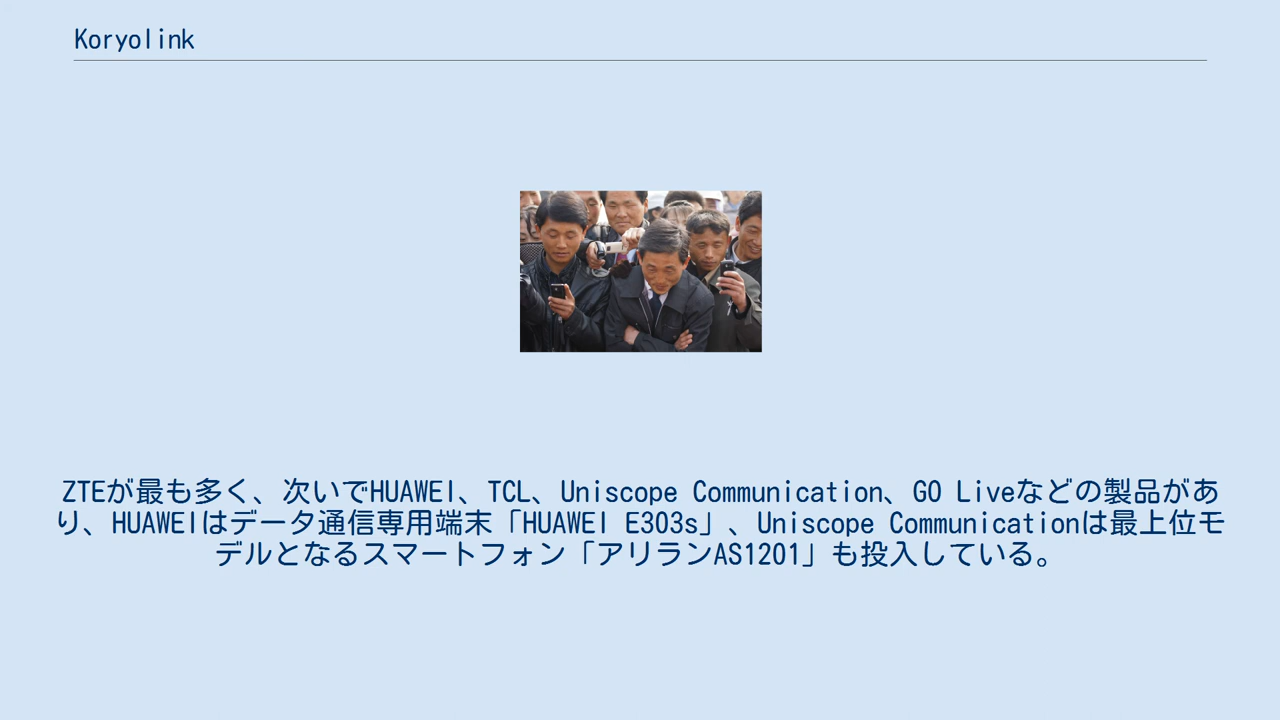 Koryolink
ZTEが最も多く、次いでHUAWEI、TCL、Uniscope Communication、GO Liveなどの製品があ
り、HUAWEIはデータ通信専用端末「HUAWEI E303s」、Uniscope Communicationは最上位モ
デルとなるスマートフォン「アリランAS1201」も投入している。